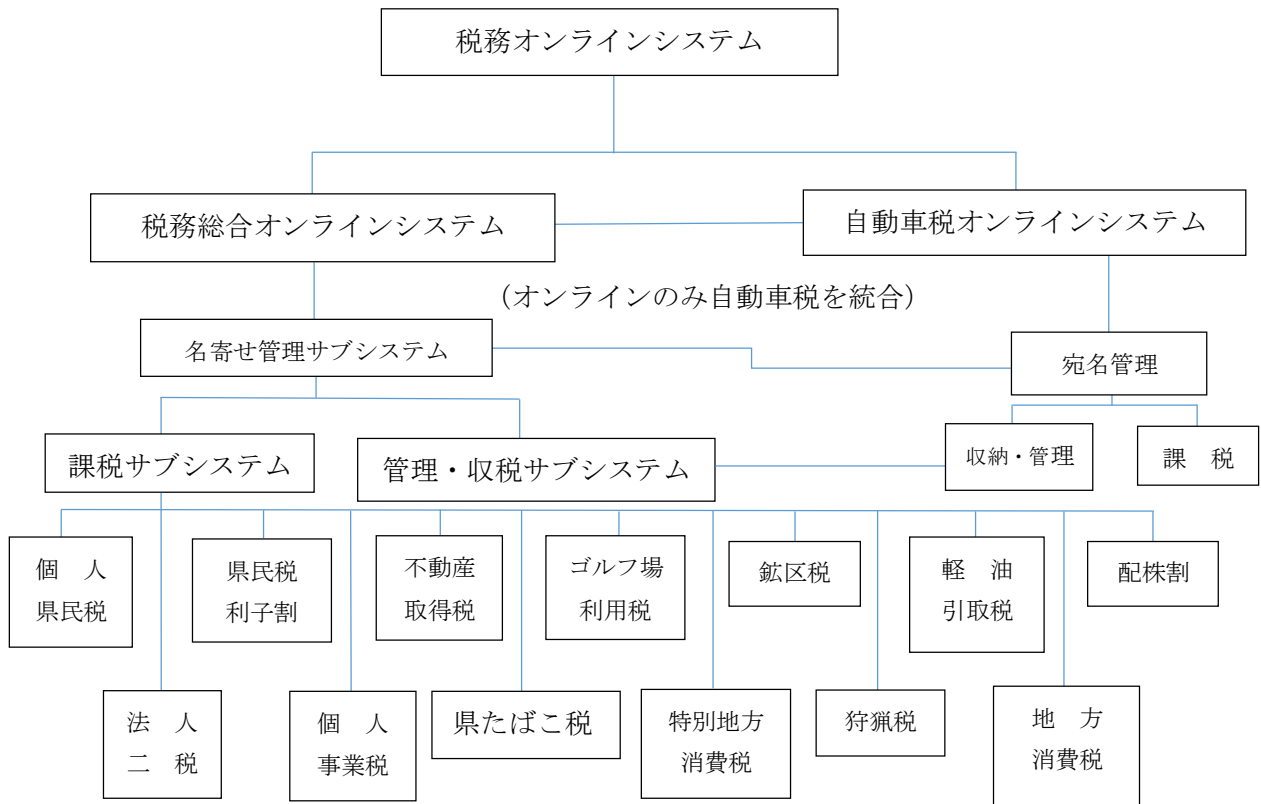 税務オンラインシステム
税務総合オンラインシステム
自動車税オンラインシステム
（オンラインのみ自動車税を統合）
名寄せ管理サブシステム
宛名管理
課税サブシステム
管理・収税サブシステム
収納・管理
課　税
個　人
県民税
県民税
利子割
不動産
取得税
ゴルフ場
利用税
鉱区税
軽　油
引取税
配株割
法　人
二　税
個　人
事業税
県たばこ税
特別地方
消費税
狩猟税
地　方
消費税